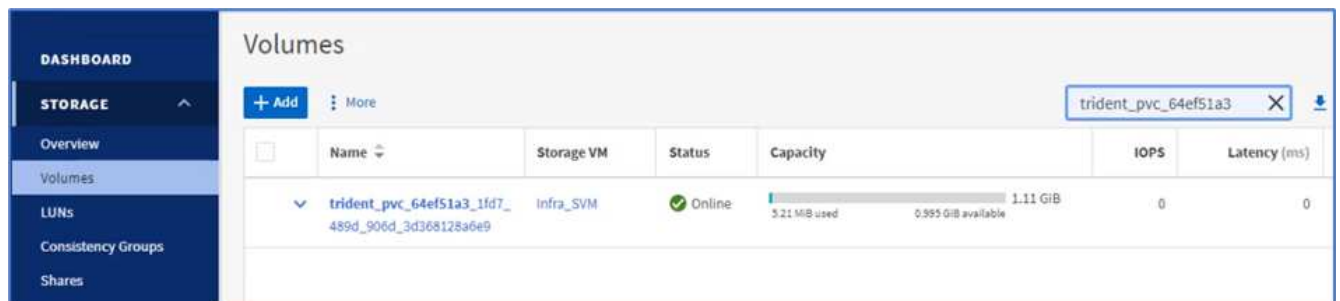 Volumes
DASHBOARD
STORAGE
+ Add
More
trident_pvc_64ef51a3
Overview
Name
Storage VM
Status
Capacity
IOPS
Latency (ms)
Volumes
LUNs
trident_pvc_64ef51a3_1fd7_
489d_906d_3d368128a6e9
Infra_SVM
Online
1.11 GiB
5.21 MiB used
0.995 GiB available
0
0
Consistency Groups
Shares